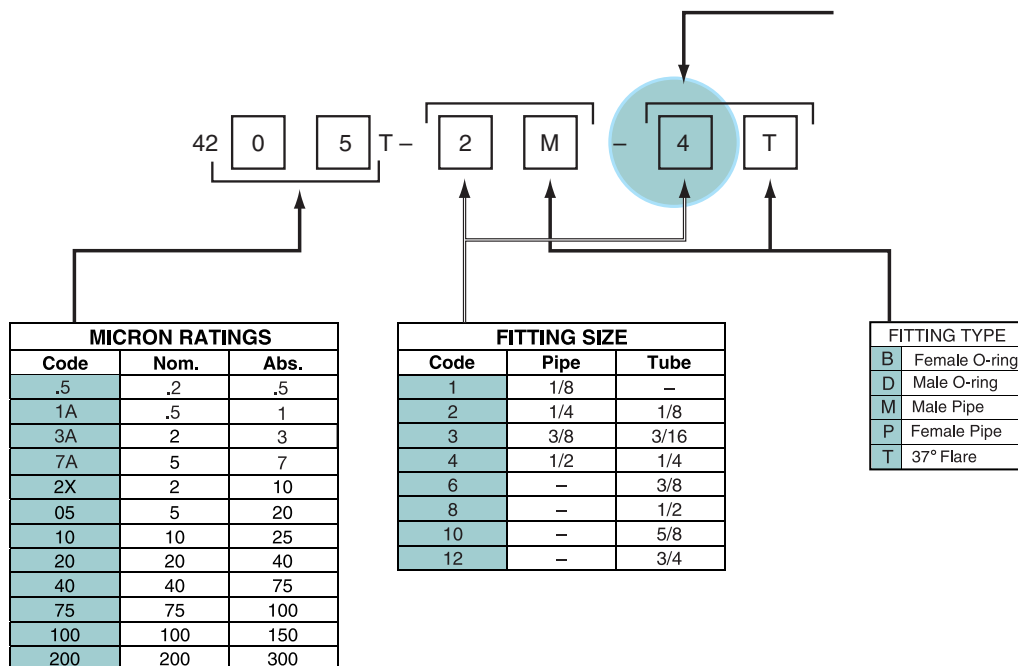 42 0 5 T – 2 M – 4 T
MICRON RATINGS
Code Nom. Abs.
.5 .2 .5
1A .5 1
3A 2 3
7A 5 7
2X 2 10
05 5 20
10 10 25
20 20 40
40 40 75
75 75 100
100 100 150
200 200 300
FITTING SIZE
Code Pipe Tube
1 1/8 –
2 1/4 1/8
3 3/8 3/16
4 1/2 1/4
6 – 3/8
8 – 1/2
10 – 5/8
12 – 3/4
FITTING TYPE
B Female O-ring
D Male O-ring
M Male Pipe
P Female Pipe
T 37° Flare